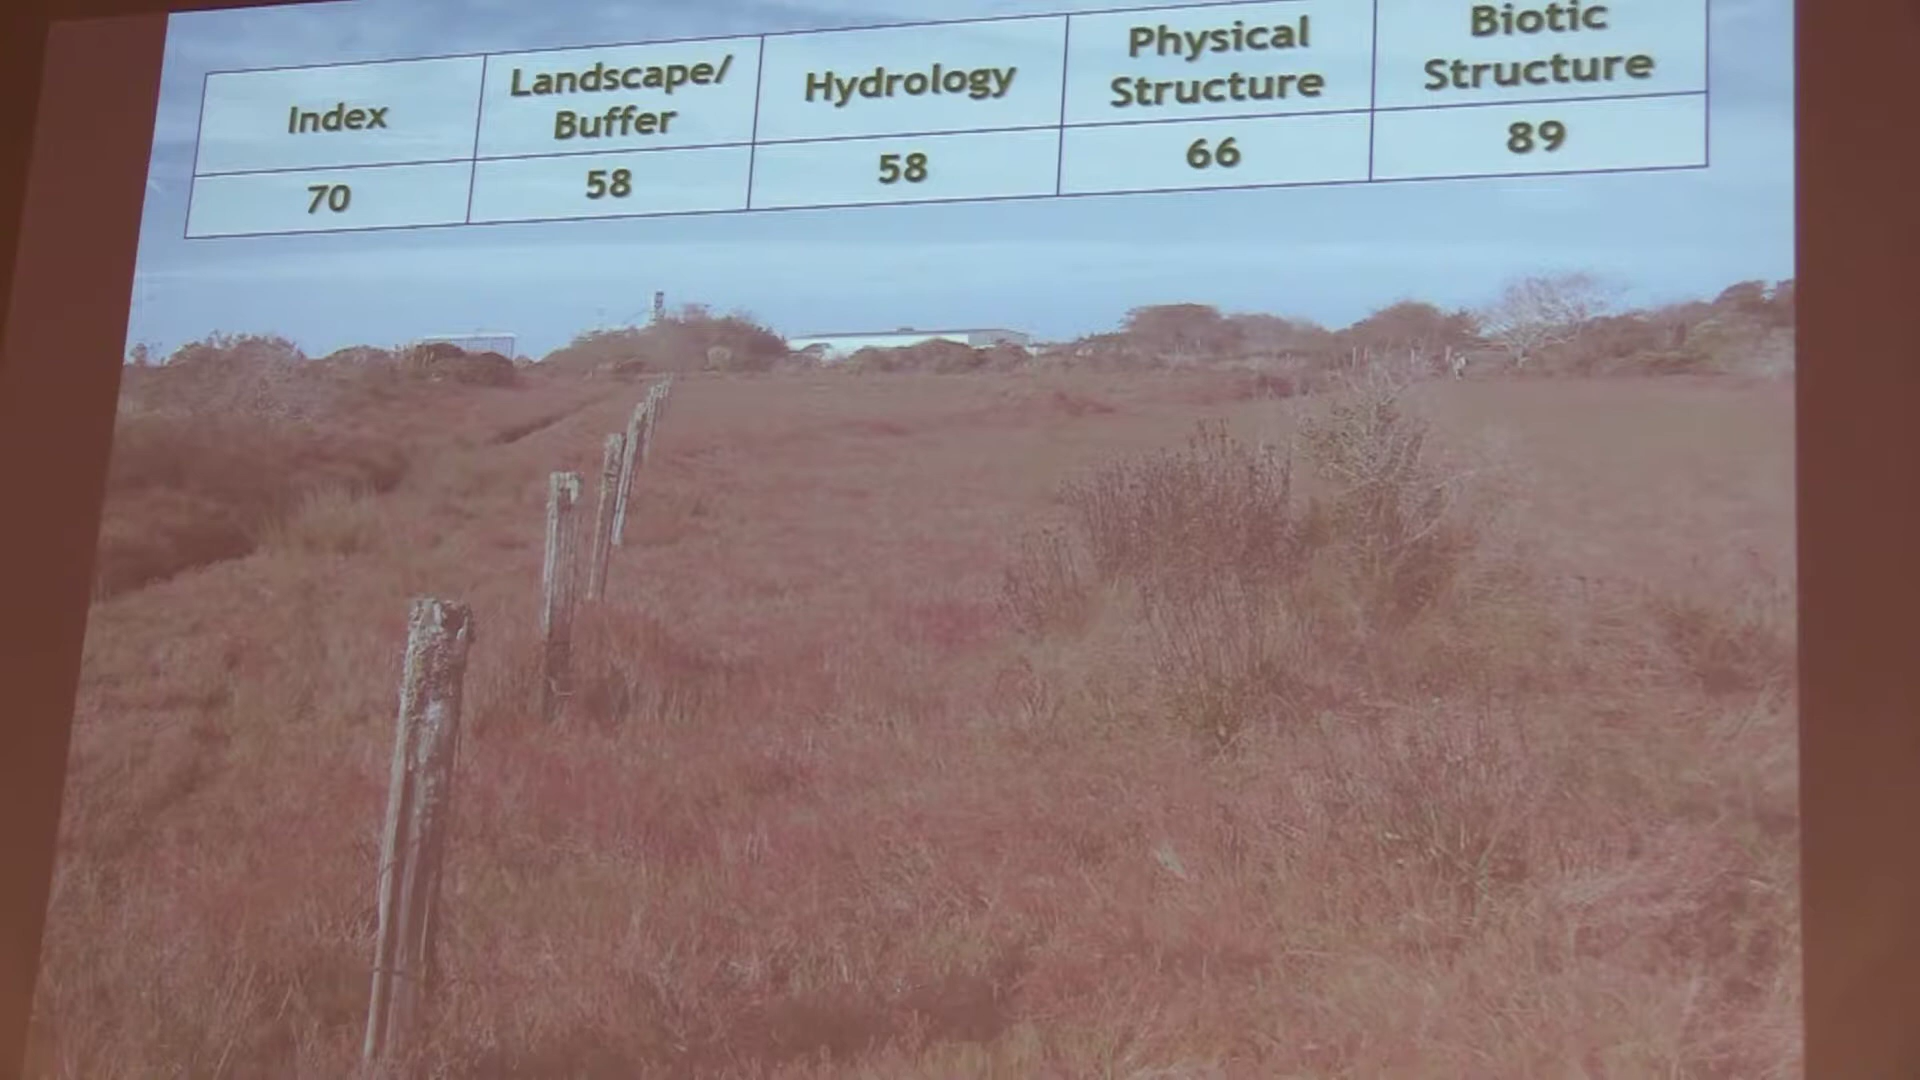 Index
Landscape/
Buffer
Hydrology
Physical
Structure
Biotic
Structure
70
58
58
66
89